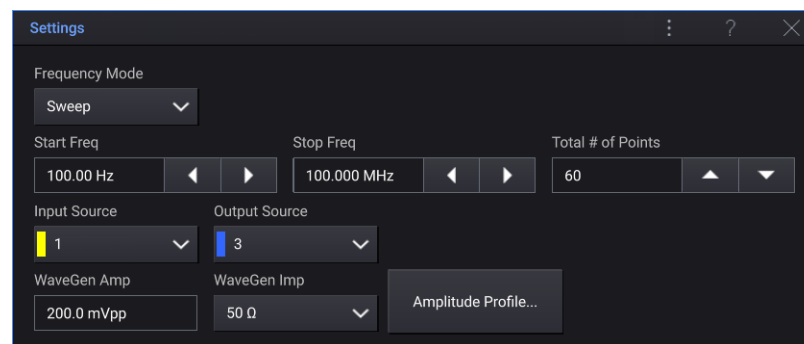 Settings ?
Frequency Mode
Sweep
Start Freq Stop Freq Total # of Points
100.00 Hz 100.000 MHz 60
Input Source Output Source
1 3
WaveGen Amp WaveGen Imp
200.0 mVpp 50 Ω Amplitude Profile...